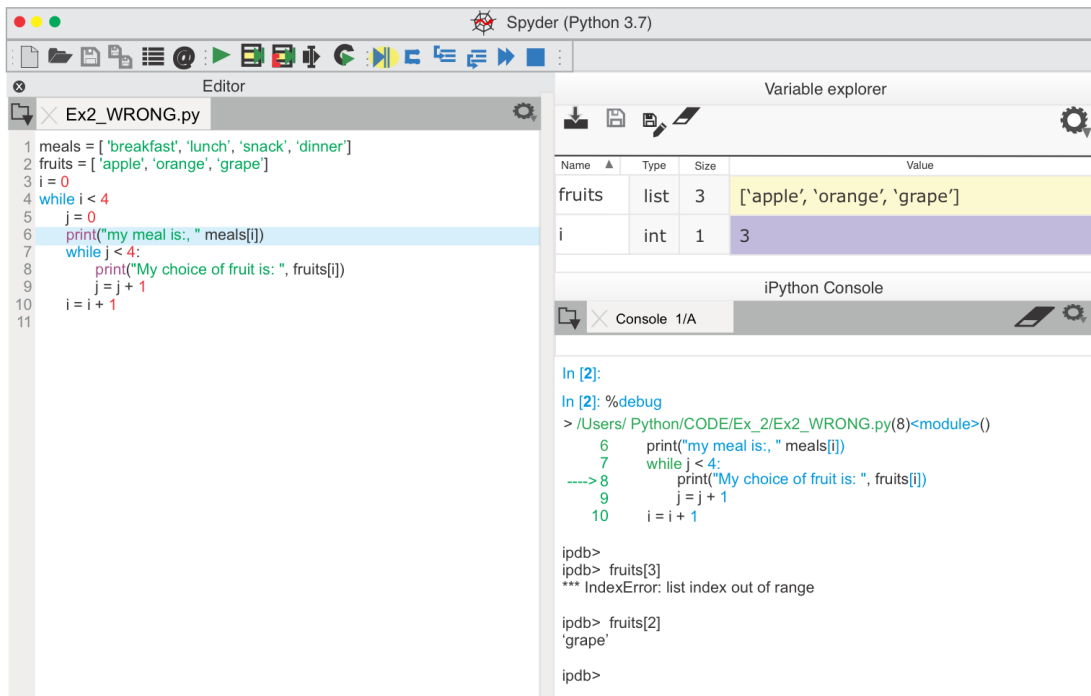 Spyder (Python 3.7)
Editor
Ex2_WRONG.py
1 meals = [ 'breakfast', ‘lunch’, ‘snack’, ‘dinner’]
2 fruits = [ 'apple', ‘orange’, ‘grape’]
3 i = 0
4 while i < 4
5 j = 0
6 print("my meal is:, " meals[i])
7 while j < 4:
8 print("My choice of fruit is: ", fruits[i])
9 j = j + 1
10 i = i + 1
11
Variable explorer
Name Type Size Value
fruits list 3 [‘apple’, ‘orange’, ‘grape’]
i int 1 3
iPython Console
Console 1/A
In [2]:
In [2]: %debug
> /Users/ Python/CODE/Ex_2/Ex2_WRONG.py(8)<module>()
6 print("my meal is:, " meals[i])
7 while j < 4:
----> 8 print("My choice of fruit is: ", fruits[i])
9 j = j + 1
10 i = i + 1
ipdb>
ipdb> fruits[3]
*** IndexError: list index out of range
ipdb> fruits[2]
‘grape’
ipdb>